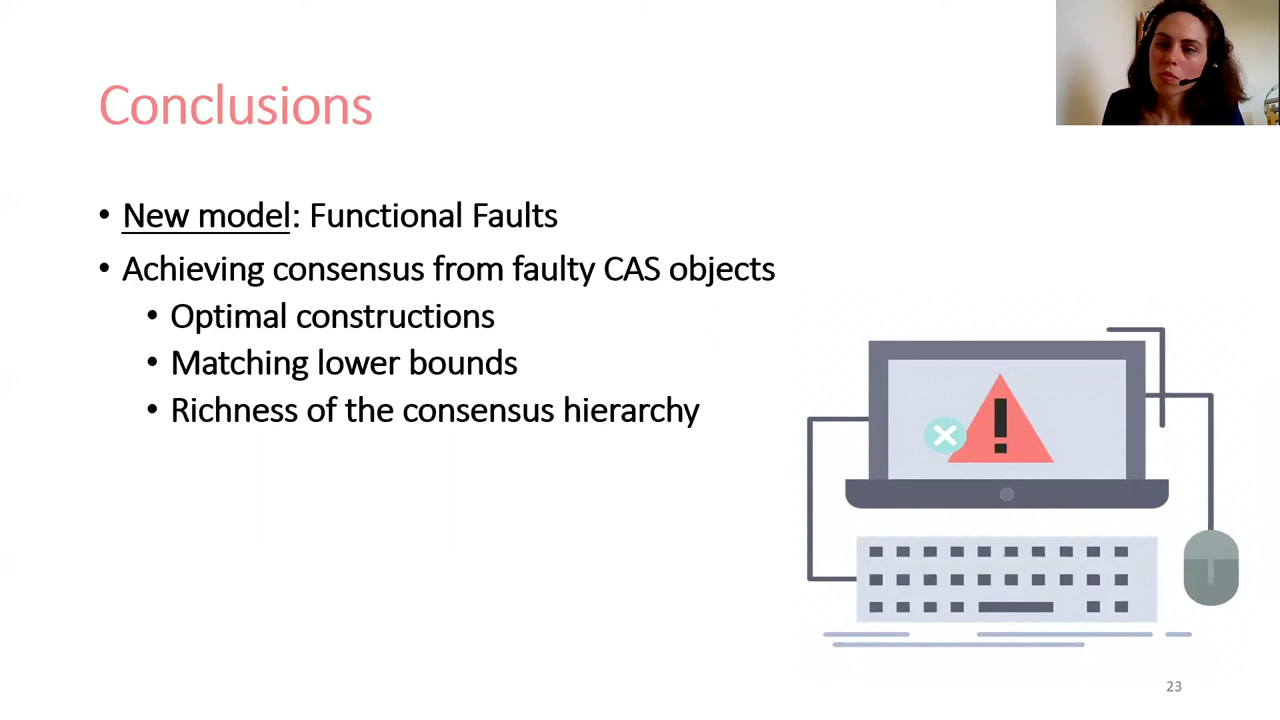 Conclusions
• New model: Functional Faults
• Achieving consensus from faulty CAS objects
• Optimal constructions
• Matching lower bounds
• Richness of the consensus hierarchy
!
23